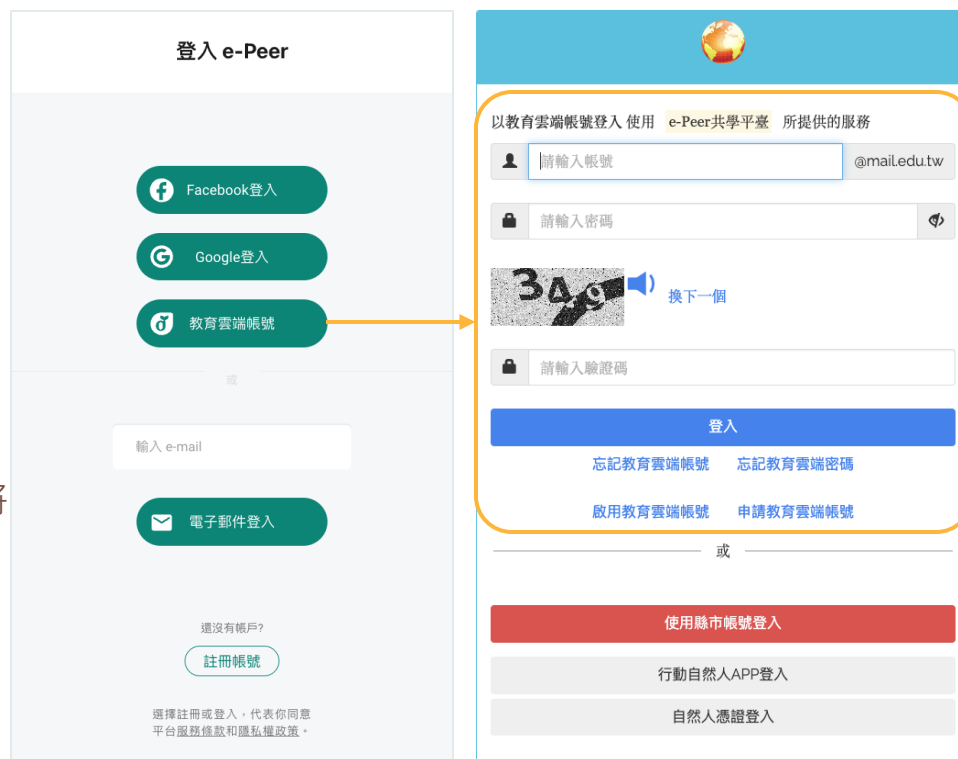 登入 e-Peer
Facebook登入
Google登入
教育雲端帳號
或
輸入 e-mail
電子郵件登入
還沒有帳戶?
註冊帳號
選擇註冊或登入，代表你同意
平台服務條款和隱私權政策。
以教育雲端帳號登入 使用 e-Peer共學平臺 所提供的服務
請輸入帳號 @mail.edu.tw
請輸入密碼
換下一個
請輸入驗證碼
登入
忘記教育雲端帳號 忘記教育雲端密碼
啟用教育雲端帳號 申請教育雲端帳號
或
使用縣市帳號登入
行動自然人APP登入
自然人憑證登入